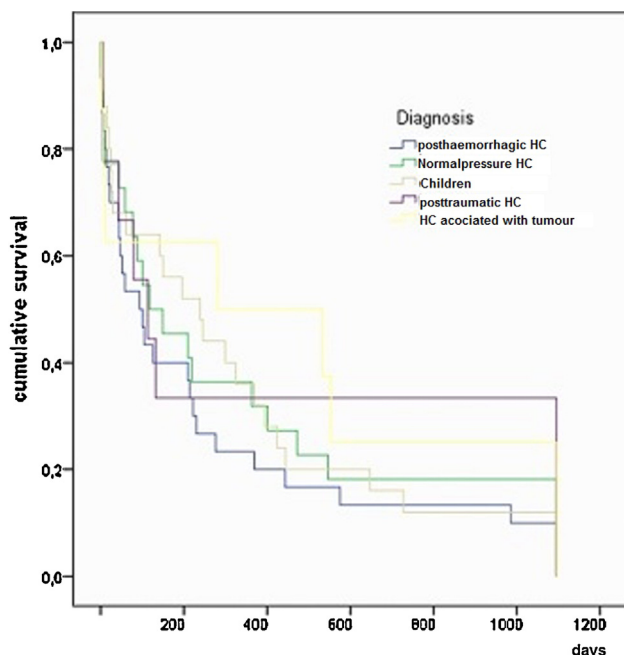 1,0
0,8
0,6
0,4
0,2
0,0
cumulative survival
Diagnosis
posthaemorrhagic HC
Normalpressure HC
Children
posttraumatic HC
HC acociated with tumour
200 400 600 800 1000 1200
days